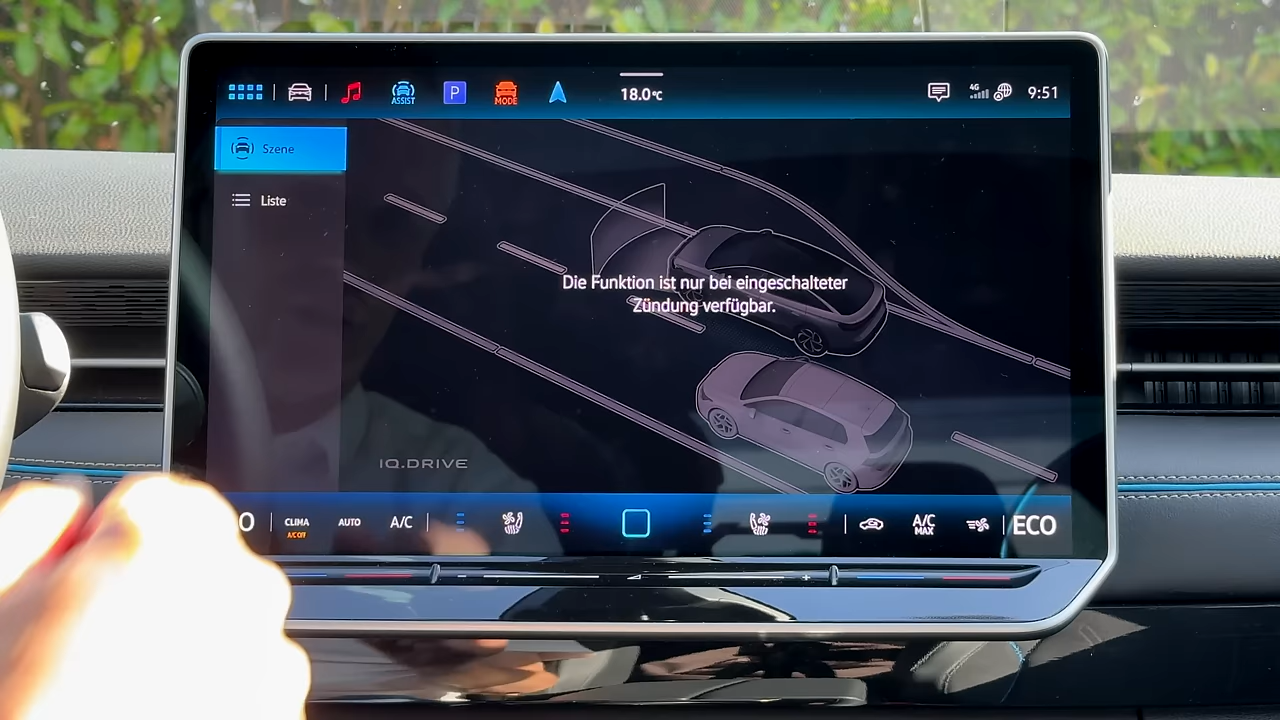 ASSIST
P
MODE
18.0°C
4G
9:51
Szene
Liste
Die Funktion ist nur bei eingeschalteter
Zündung verfügbar.
IQ.DRIVE
CLIMA
A/C OFF
AUTO
A/C
A/C
MAX
ECO